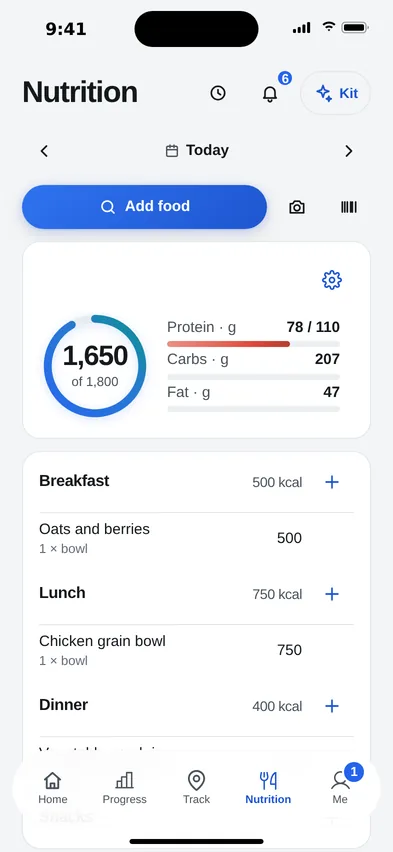 9:41
Nutrition
6
Kit
Today
Add food
1,650
of 1,800
Protein · g 78 / 110
Carbs · g 207
Fat · g 47
Breakfast 500 kcal
Oats and berries
1 × bowl
500
Lunch 750 kcal
Chicken grain bowl
1 × bowl
750
Dinner 400 kcal
1
Home Progress Track Nutrition Me
Snacks